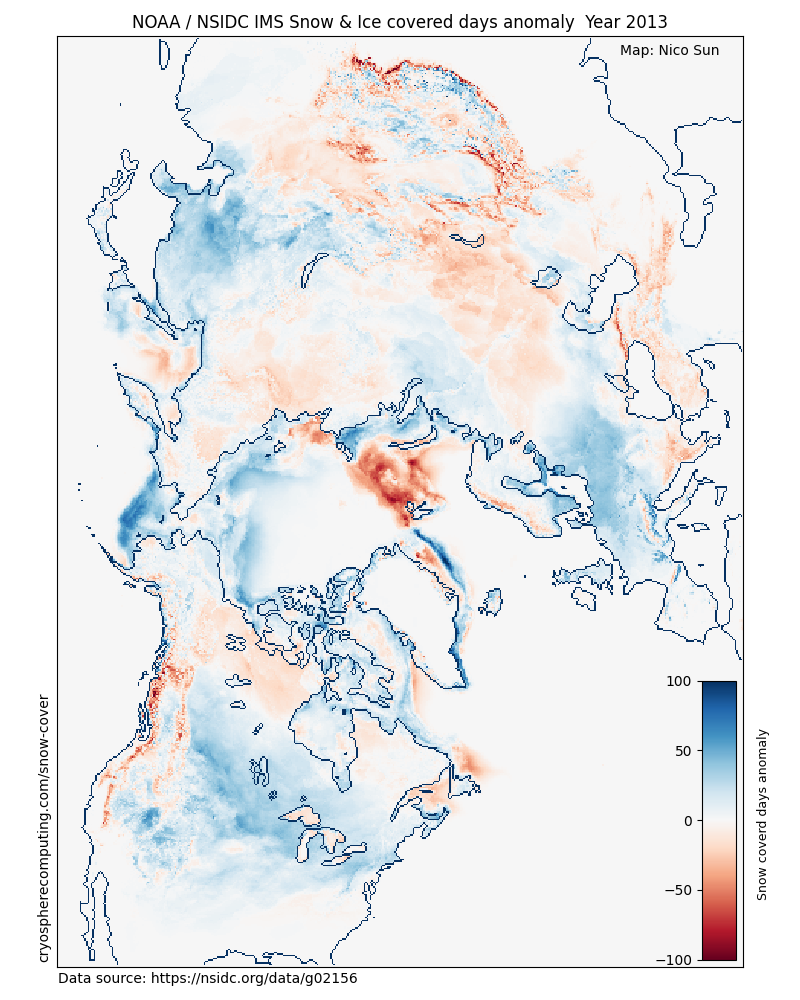 NOAA / NSIDC IMS Snow & Ice covered days anomaly  Year 2013
Map: Nico Sun
cryospherecomputing.com/snow-cover
100
50
0
−50
−100
Snow coverd days anomaly
Data source: https://nsidc.org/data/g02156